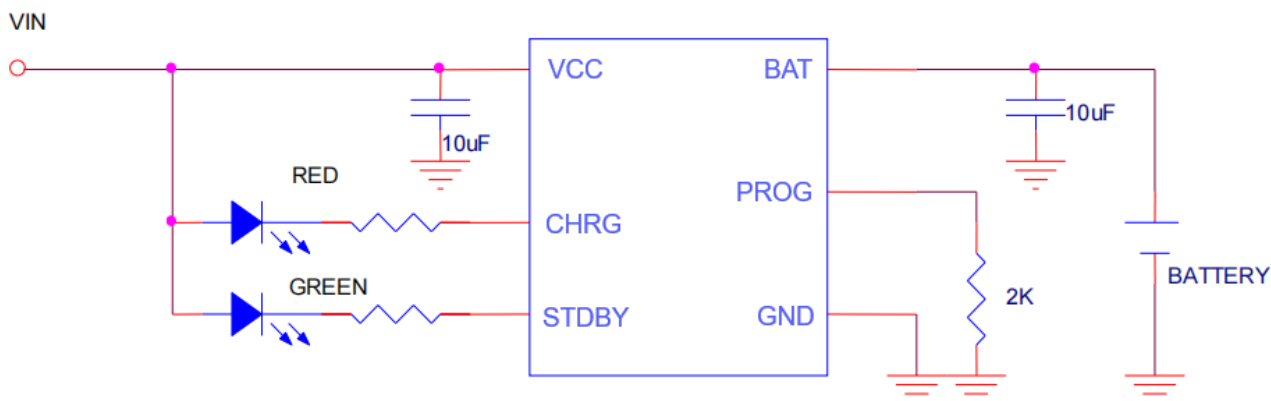 VIN
VCC
BAT
10uF
10uF
RED
PROG
CHRG
GREEN
BATTERY
2K
STDBY
GND